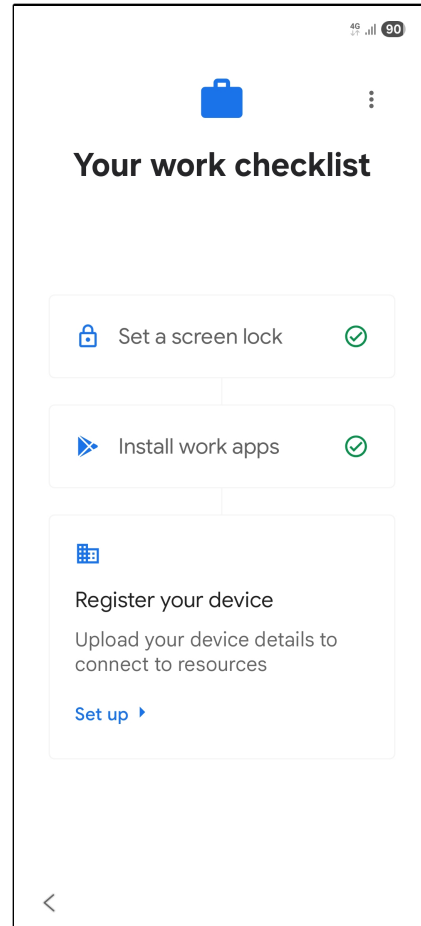 4G
90
Your work checklist
Set a screen lock
Install work apps
Register your device
Upload your device details to
connect to resources
Set up